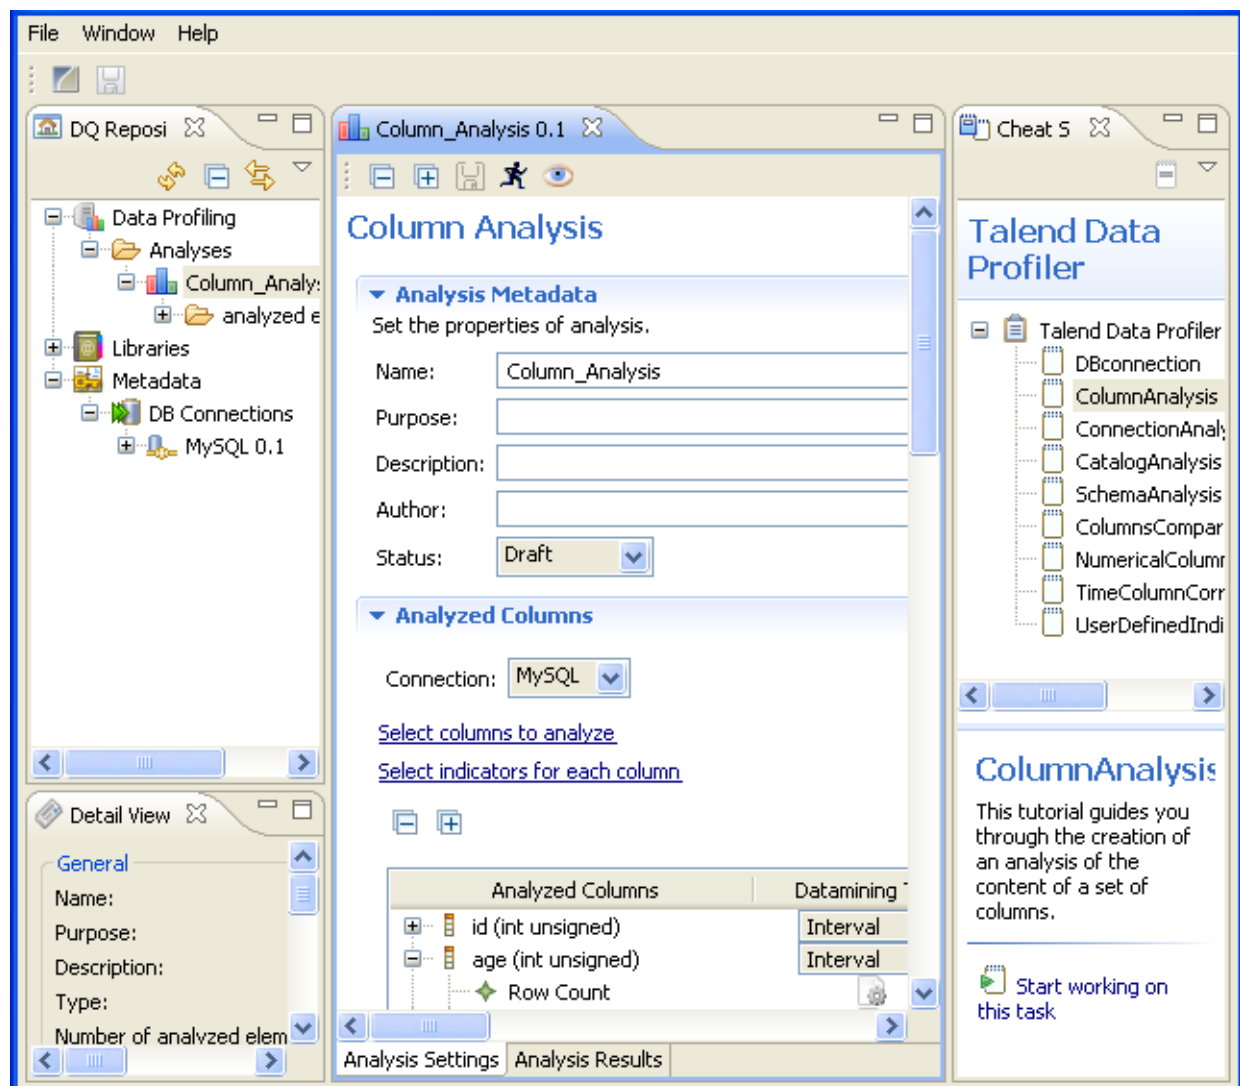 File Window Help
DQ Reposi
Data Profiling
Analyses
Column_Analy
analyzed e
Libraries
Metadata
DB Connections
MySQL 0.1
Detail View
General
Name:
Purpose:
Description:
Type:
Number of analyzed elem
Column_Analysis 0.1
Column Analysis
Analysis Metadata
Set the properties of analysis.
Name: Column_Analysis
Purpose:
Description:
Author:
Status: Draft
Analyzed Columns
Connection: MySQL
Select columns to analyze
Select indicators for each column
Analyzed Columns Datamining T
id (int unsigned) Interval
age (int unsigned) Interval
Row Count
Analysis Settings Analysis Results
Cheat S
Talend Data
Profiler
Talend Data Profiler
DBconnection
ColumnAnalysis
ConnectionAnaly
CatalogAnalysis
SchemaAnalysis
ColumnsCompar
NumericalColumn
TimeColumnCorr
UserDefinedIndi
ColumnAnalysis
This tutorial guides you
through the creation of
an analysis of the
content of a set of
columns.
Start working on
this task